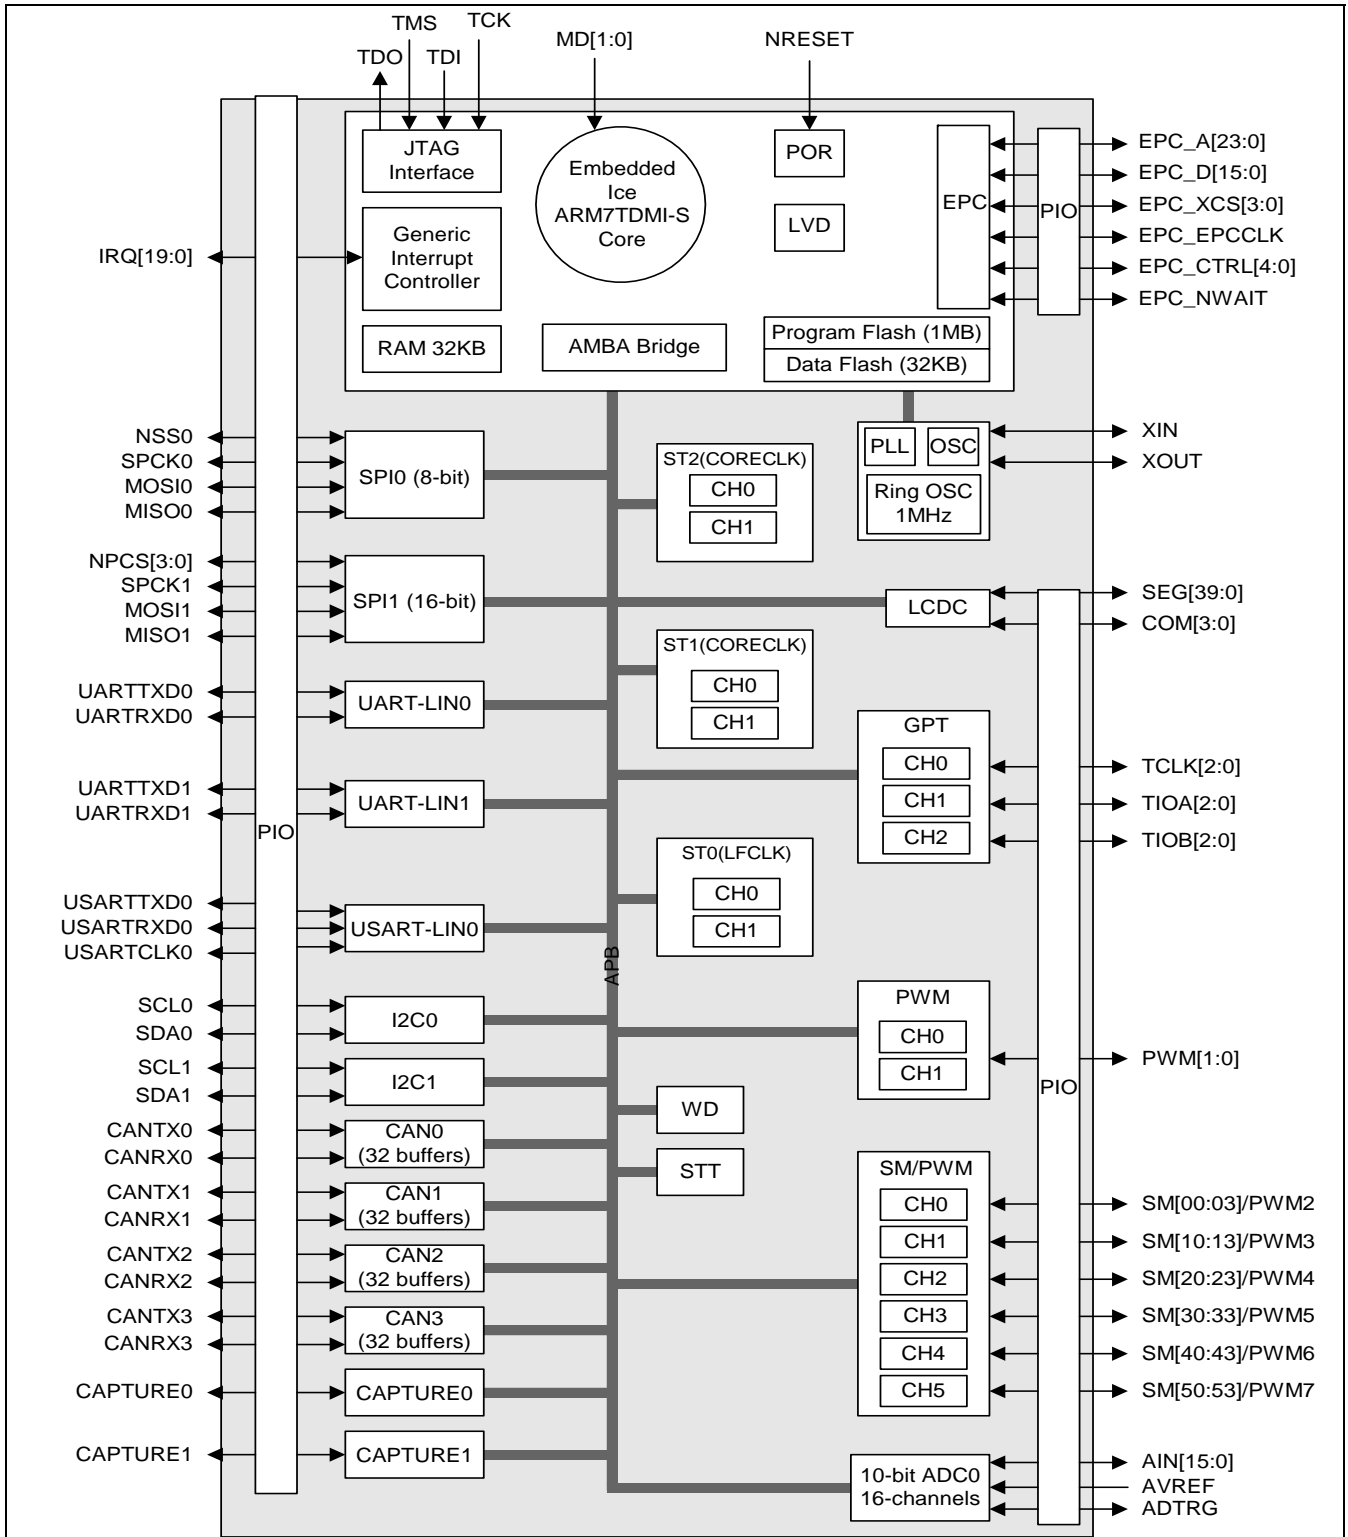 TMS
TCK
TDO
TDI
MD[1:0]
NRESET
JTAG
Interface
Embedded
Ice
ARM7TDMI-S
Core
POR
LVD
EPC
PIO
EPC_A[23:0]
EPC_D[15:0]
EPC_XCS[3:0]
EPC_EPCCLK
EPC_CTRL[4:0]
EPC_NWAIT
IRQ[19:0]
Generic
Interrupt
Controller
RAM 32KB
AMBA Bridge
Program Flash (1MB)
Data Flash (32KB)
NSS0
SPCK0
MOSI0
MISO0
SPI0 (8-bit)
ST2(CORECLK)
CH0
CH1
PLL
OSC
Ring OSC
1MHz
XIN
XOUT
NPCS[3:0]
SPCK1
MOSI1
MISO1
SPI1 (16-bit)
LCDC
SEG[39:0]
COM[3:0]
UARTTXD0
UARTRXD0
UART-LIN0
ST1(CORECLK)
CH0
CH1
GPT
CH0
CH1
CH2
TCLK[2:0]
TIOA[2:0]
TIOB[2:0]
UARTTXD1
UARTRXD1
UART-LIN1
PIO
ST0(LFCLK)
CH0
CH1
USARTTXD0
USARTRXD0
USARTCLK0
USART-LIN0
APB
SCL0
SDA0
I2C0
PWM
CH0
CH1
PWM[1:0]
PIO
SCL1
SDA1
I2C1
WD
STT
CANTX0
CANRX0
CAN0
(32 buffers)
CANTX1
CANRX1
CAN1
(32 buffers)
CANTX2
CANRX2
CAN2
(32 buffers)
CANTX3
CANRX3
CAN3
(32 buffers)
SM/PWM
CH0
CH1
CH2
CH3
CH4
CH5
SM[00:03]/PWM2
SM[10:13]/PWM3
SM[20:23]/PWM4
SM[30:33]/PWM5
SM[40:43]/PWM6
SM[50:53]/PWM7
CAPTURE0
CAPTURE0
CAPTURE1
CAPTURE1
10-bit ADC0
16-channels
AIN[15:0]
AVREF
ADTRG